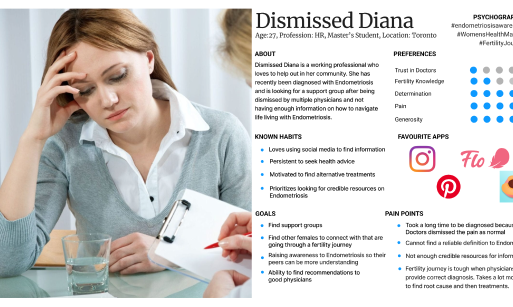 Dismissed Diana
Age:27, Profession: HR, Master's Student, Location: Toronto
PSYCHOGRAP
#endometriosisaware
#WomensHealthMa
#FertilityJou
ABOUT
Dismissed Diana is a working professional who
loves to help out in her community. She has
recently been diagnosed with Endometriosis
and is looking for a support group after being
dismissed by multiple physicians and not
having enough information on how to navigate
life living with Endometriosis.
PREFERENCES
Trust in Doctors
Fertility Knowledge
Determination
Pain
Generosity
KNOWN HABITS
Loves using social media to find information
Persistent to seek health advice
Motivated to find alternative treatments
Prioritizes looking for credible resources on
Endometriosis
FAVOURITE APPS
Flo
GOALS
Find support groups
Find other females to connect with that are
going through a fertility journey
Raising awareness to Endometriosis so their
peers can be more understanding
Ability to find recommendations to
good physicians
PAIN POINTS
Took a long time to be diagnosed becaus
Doctors dismissed the pain as normal
Cannot find a reliable definition to Endon
Not enough credible resources for inform
Fertility journey is tough when physicians
provide correct diagnosis. Takes a lot mo
to find root cause and then treatments.